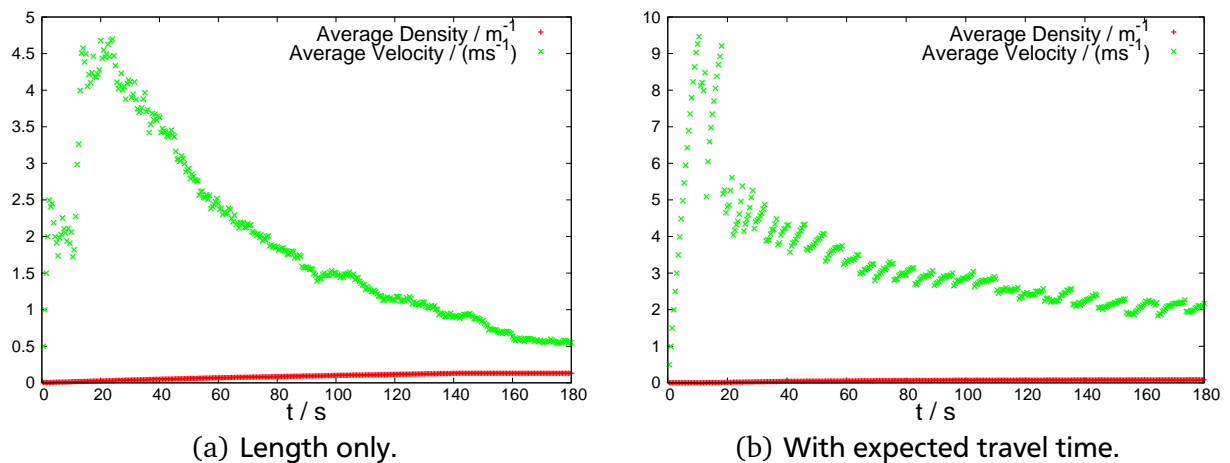 5
4.5
4
3.5
3
2.5
2
1.5
1
0.5
0
Average Density / m-1
Average Velocity / (ms-1)
0 20 40 60 80 100 120 140 160 180
t / s
(a) Length only.
10
9
8
7
6
5
4
3
2
1
0
Average Density / m-1
Average Velocity / (ms-1)
0 20 40 60 80 100 120 140 160 180
t / s
(b) With expected travel time.